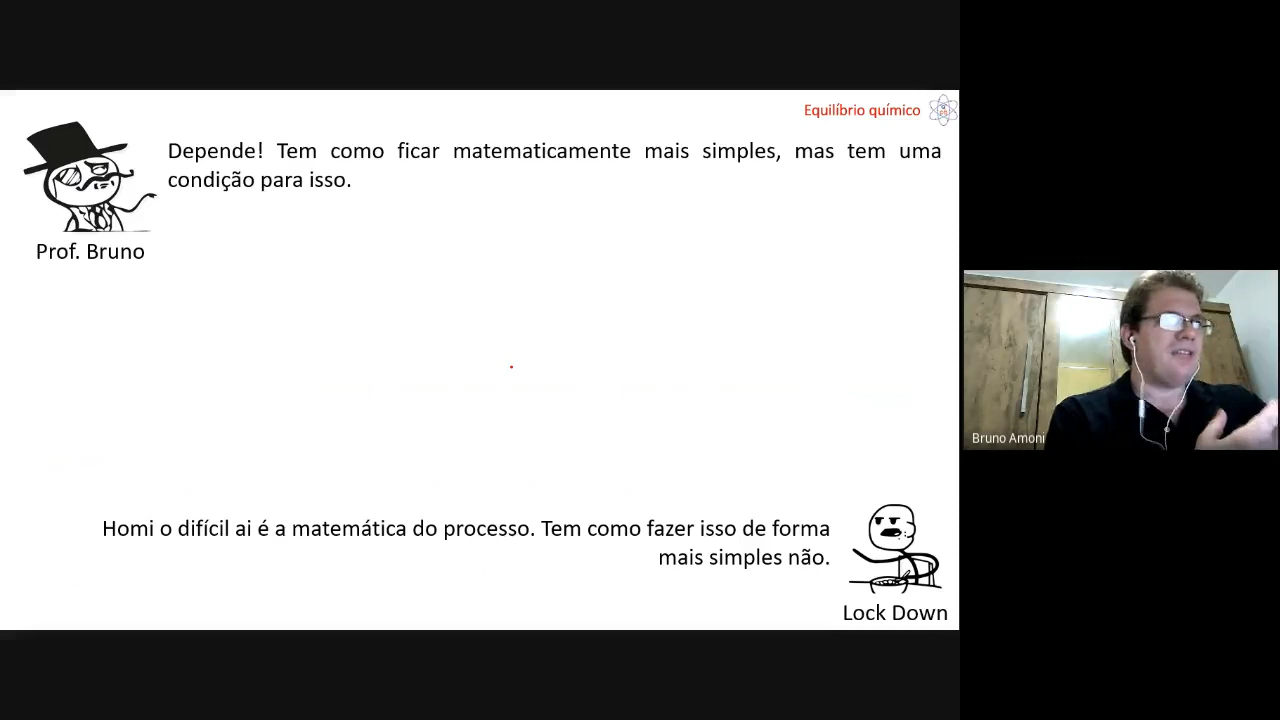 Equilíbrio químico
Depende! Tem como ficar matematicamente mais simples, mas tem uma
condição para isso.
Prof. Bruno
Bruno Amoni
Homi o difícil ai é a matemática do processo. Tem como fazer isso de forma
mais simples não.
Lock Down